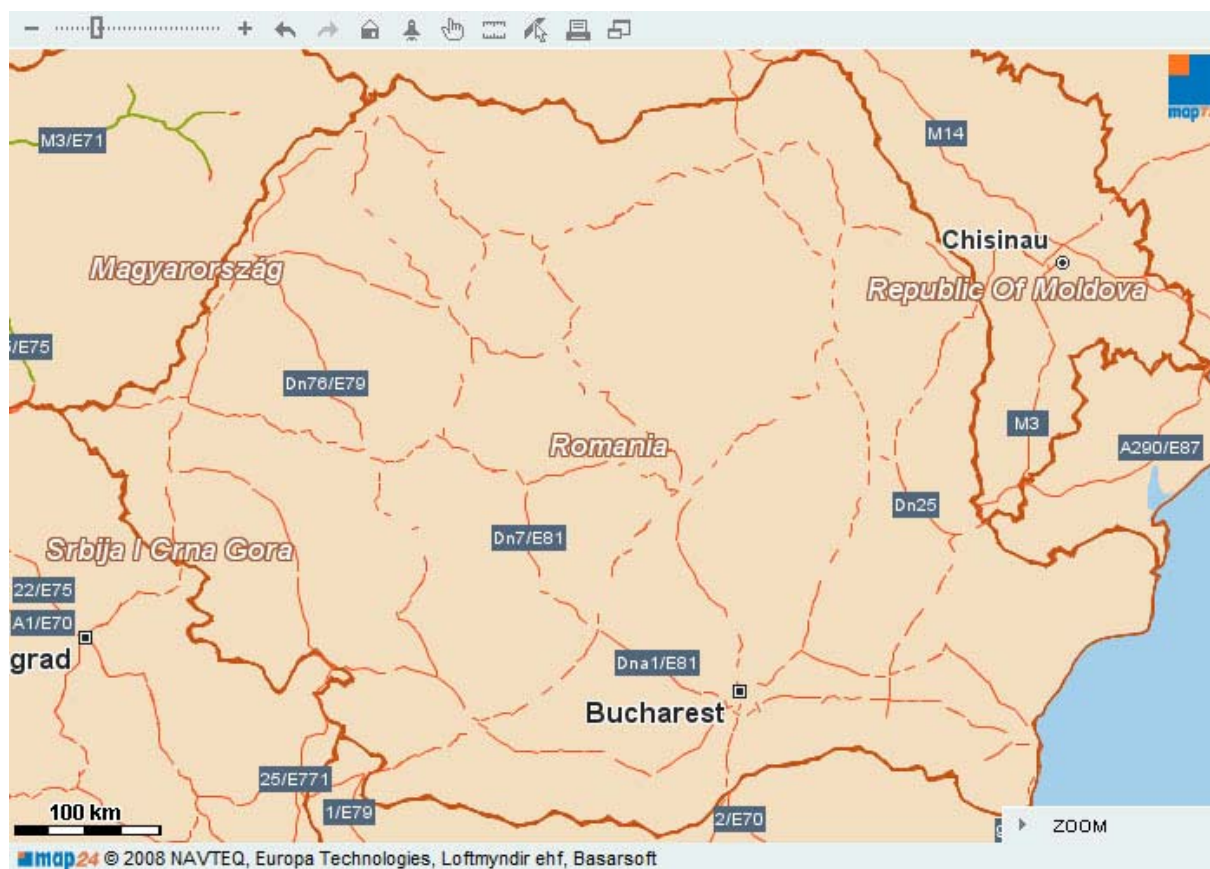 map
M3/E71
M14
Chisinau
Magyarország
Republic Of Moldova
/E75
Dn76/E79
M3
Romania
A290/E87
Dn25
Dn7/E81
Srbija I Crna Gora
22/E75
A1/E70
grad
Dna1/E81
Bucharest
25/E771
100 km
1/E79
2/E70
ZOOM
map24 © 2008 NAVTEQ, Europa Technologies, Loftmyndir ehf, Basarsoft